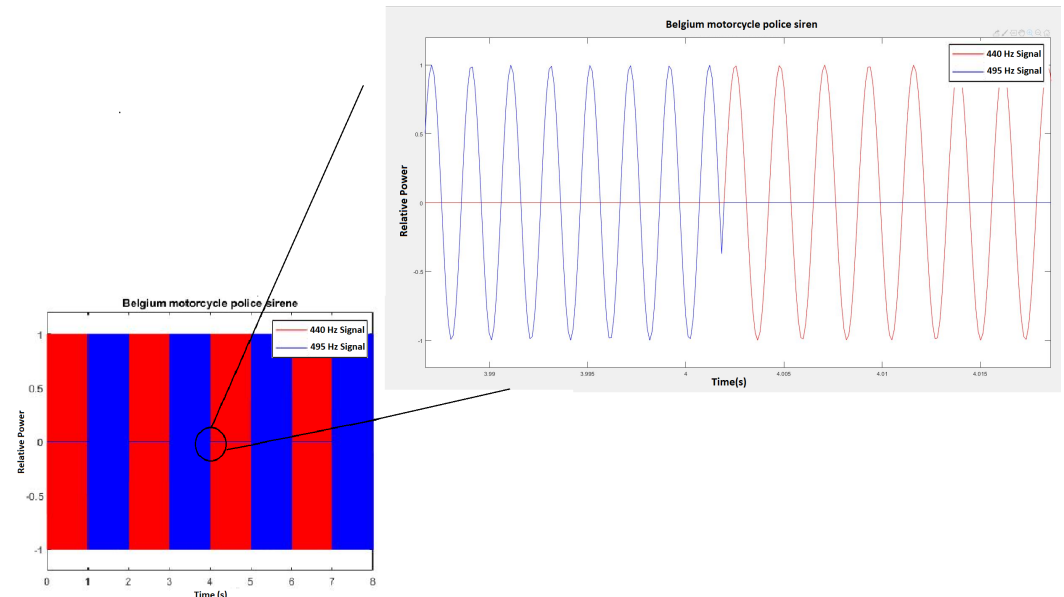 Belgium motorcycle police siren
440 Hz Signal
495 Hz Signal
Relative Power
1
0.5
0
-0.5
-1
3.99
3.995
4
4.005
4.01
4.015
Time(s)
Belgium motorcycle police sirene
440 Hz Signal
495 Hz Signal
Relative Power
1
0.5
0
-0.5
-1
0 1 2 3 4 5 6 7 8
Time (s)